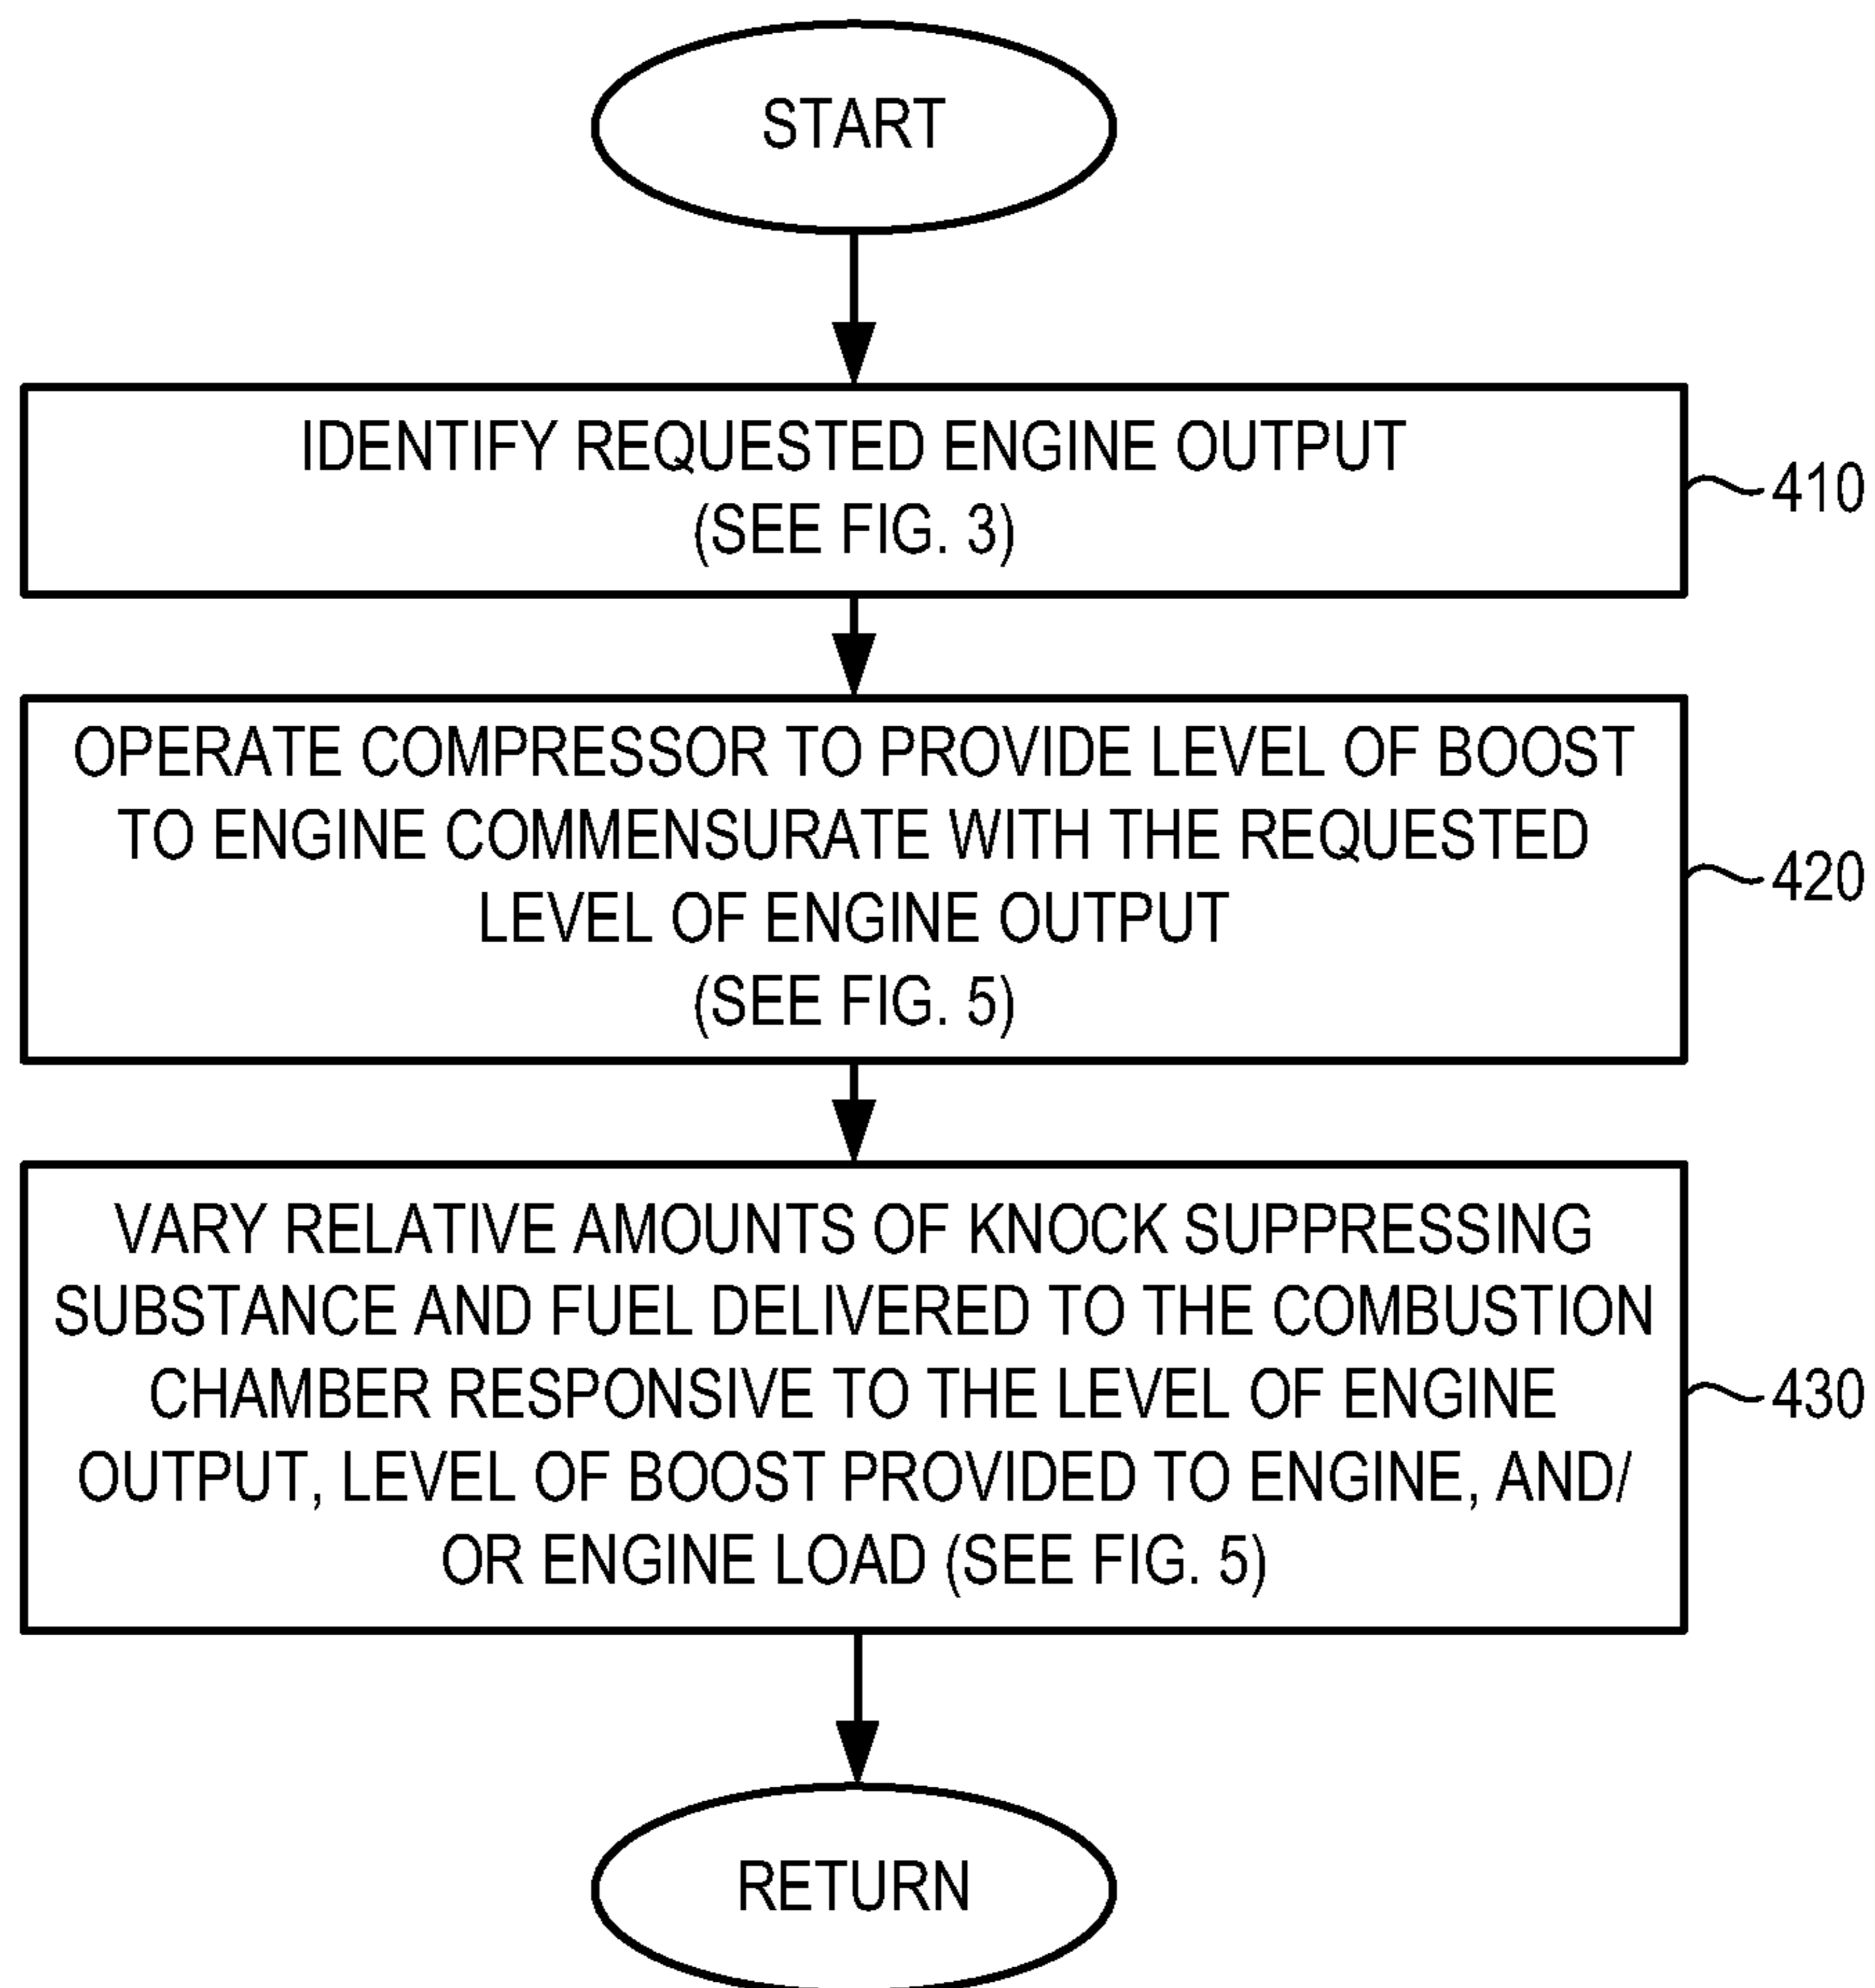 START
IDENTIFY REQUESTED ENGINE OUTPUT
(SEE FIG. 3)
410
OPERATE COMPRESSOR TO PROVIDE LEVEL OF BOOST
TO ENGINE COMMENSURATE WITH THE REQUESTED
LEVEL OF ENGINE OUTPUT
(SEE FIG. 5)
420
VARY RELATIVE AMOUNTS OF KNOCK SUPPRESSING
SUBSTANCE AND FUEL DELIVERED TO THE COMBUSTION
CHAMBER RESPONSIVE TO THE LEVEL OF ENGINE
OUTPUT, LEVEL OF BOOST PROVIDED TO ENGINE, AND/
OR ENGINE LOAD (SEE FIG. 5)
430
RETURN